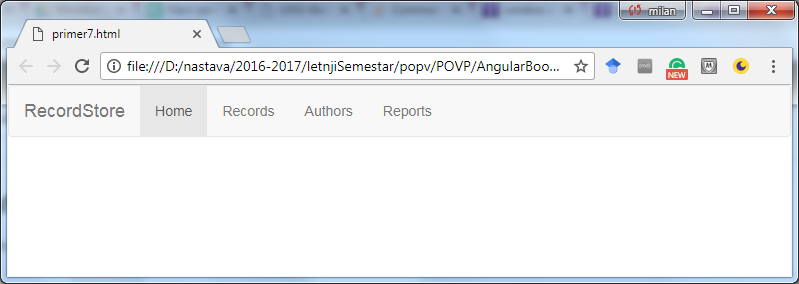 milan
primer7.html
file:///D:/nastava/2016-2017/letnjiSemestar/popv/POVP/AngularBoo...
NEW
RecordStore Home Records Authors Reports